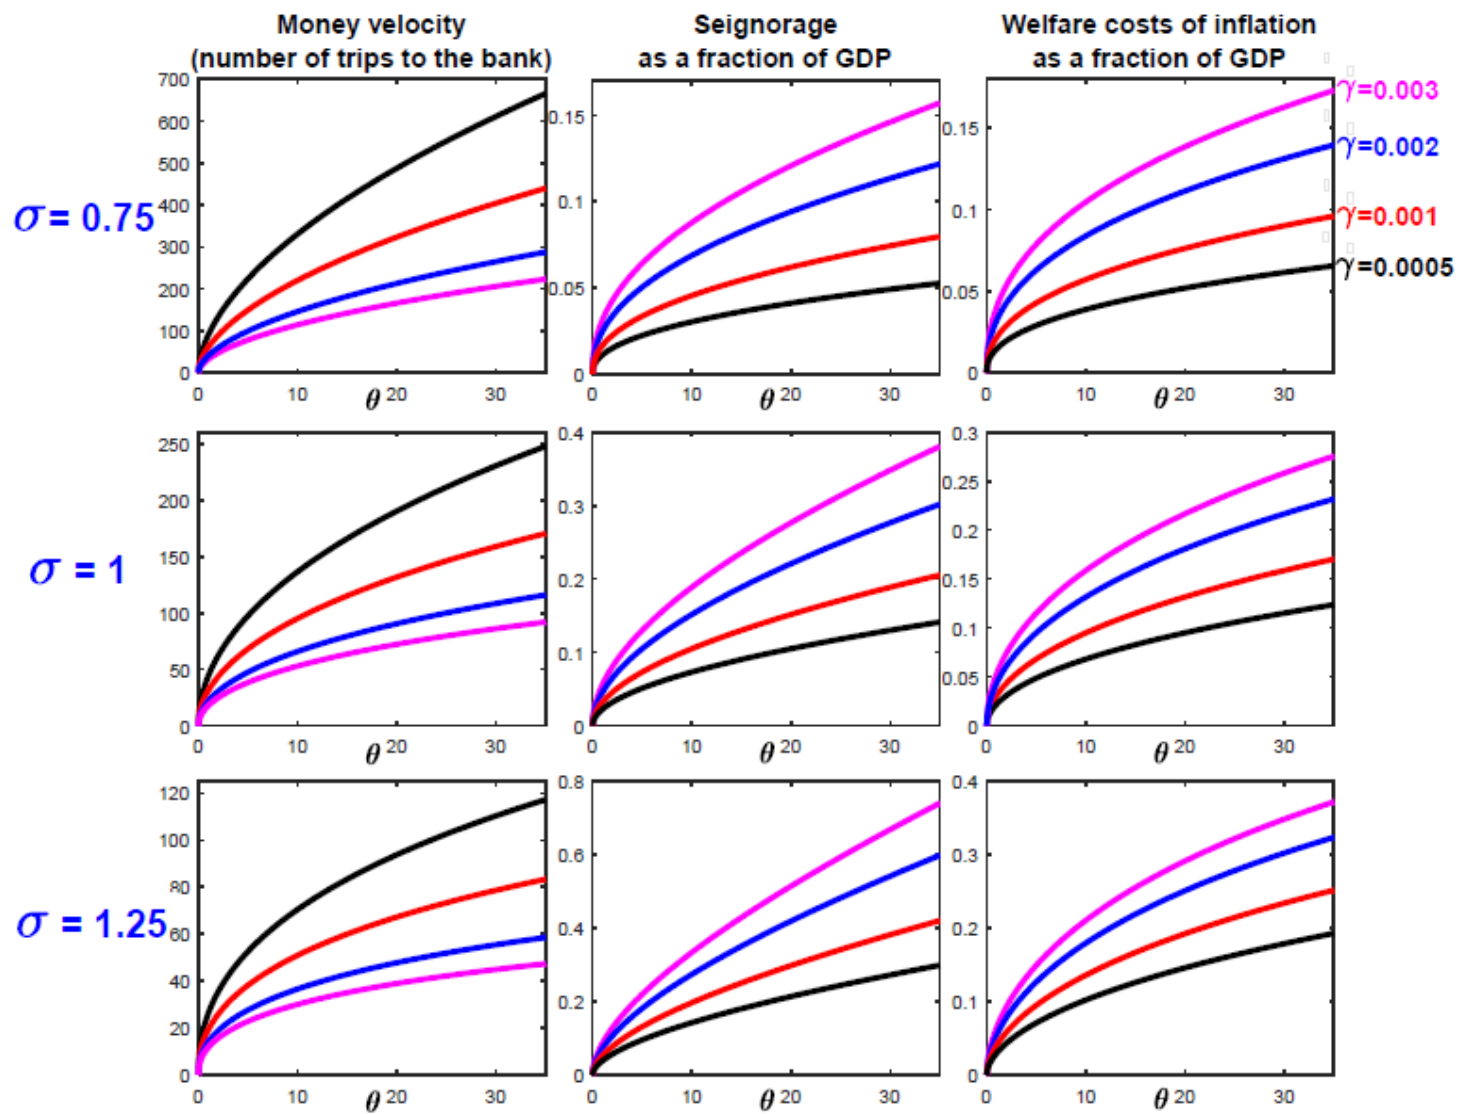 Money velocity
(number of trips to the bank)
Seignorage
as a fraction of GDP
Welfare costs of inflation
as a fraction of GDP
σ = 0.75
700
600
500
400
300
200
100
0
0 10 θ 20 30
0.15
0.1
0.05
0
0 10 θ 20 30
0.15
0.1
0.05
0
0 10 θ 20 30
γ=0.003
γ=0.002
γ=0.001
γ=0.0005
σ = 1
250
200
150
100
50
0
0 10 θ 20 30
0.4
0.3
0.2
0.1
0
0 10 θ 20 30
0.3
0.25
0.2
0.15
0.1
0.05
0
0 10 θ 20 30
σ = 1.25
120
100
80
60
40
20
0
0 10 θ 20 30
0.8
0.6
0.4
0.2
0
0 10 θ 20 30
0.4
0.3
0.2
0.1
0
0 10 θ 20 30